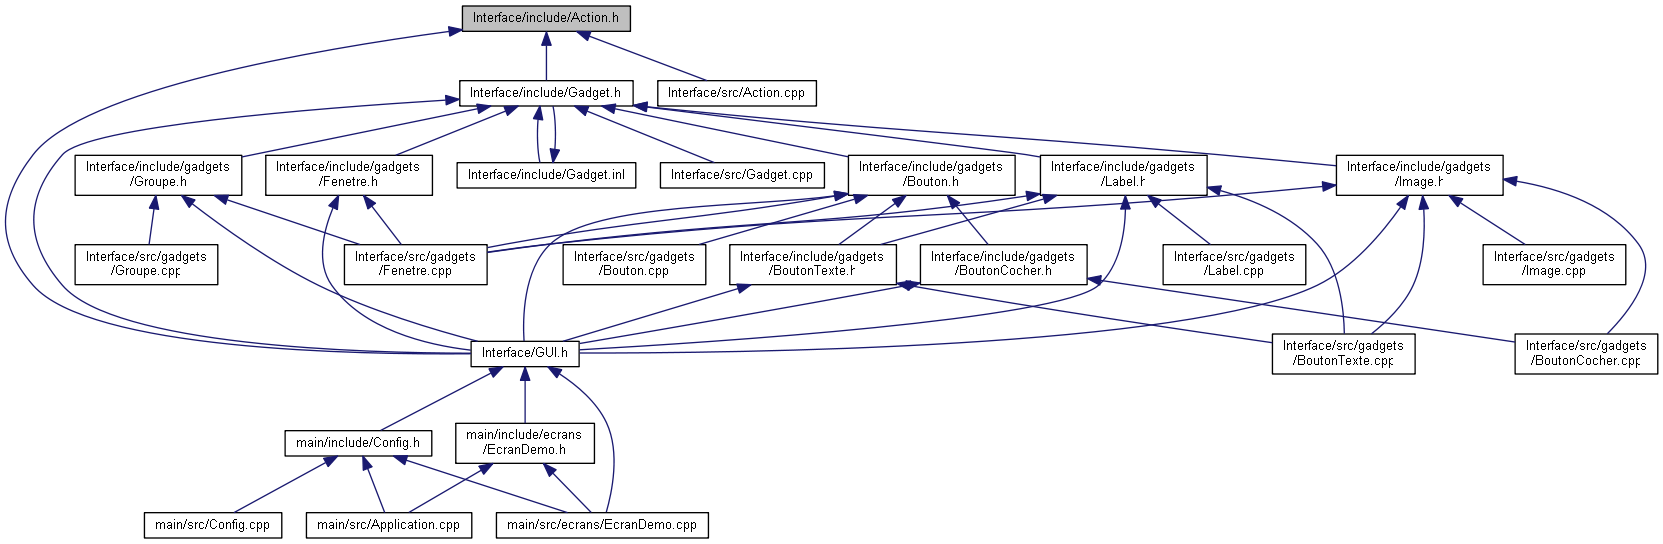 Interface/include/Action.h
Interface/include/Gadget.h
Interface/src/Action.cpp
Interface/include/gadgets
/Groupe.h
Interface/include/gadgets
/Fenetre.h
Interface/include/Gadget.inl
Interface/src/Gadget.cpp
Interface/include/gadgets
/Bouton.h
Interface/include/gadgets
/Label.h
Interface/include/gadgets
/Image.h
Interface/src/gadgets
/Groupe.cpp
Interface/src/gadgets
/Fenetre.cpp
Interface/src/gadgets
/Bouton.cpp
Interface/include/gadgets
/BoutonTexte.h
Interface/include/gadgets
/BoutonCocher.h
Interface/src/gadgets
/Label.cpp
Interface/src/gadgets
/Image.cpp
Interface/GUI.h
Interface/src/gadgets
/BoutonTexte.cpp
Interface/src/gadgets
/BoutonCocher.cpp
main/include/Config.h
main/include/ecrans
/EcranDemo.h
main/src/Config.cpp
main/src/Application.cpp
main/src/ecrans/EcranDemo.cpp